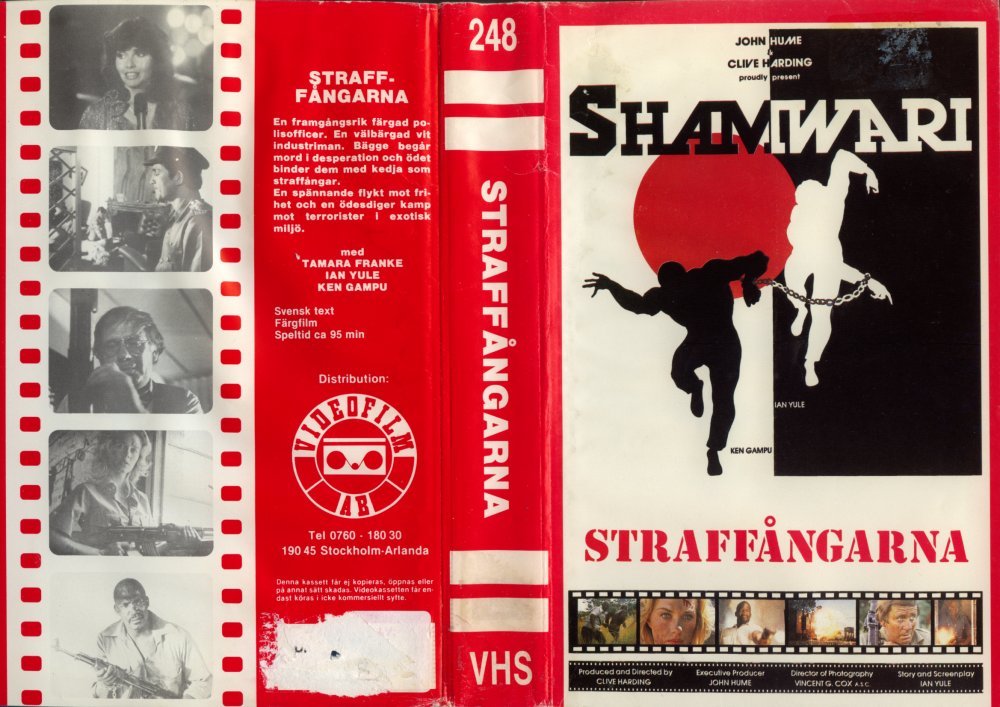 STRAFF-
FÅNGARNA
En framgångsrik färgad po-
lisofficer. En välbärgad vit
industriman. Bägge begår
mord i desperation och ödet
binder dem med kedja som
straffångar.
En spännande flykt mot fri-
het och en ödesdiger kamp
mot terrorister i exotisk
miljö.
med
TAMARA FRANKE
IAN YULE
KEN GAMPU
Svensk text
Färgfilm
Speltid ca 95 min
Distribution:
VIDEOFILM
AB
Tel 0760 - 180 30
190 45 Stockholm-Arlanda
Denna kassett får ej kopieras, öppnas eller
på annat sätt skadas. Videokassetten får en-
dast köras i icke kommersiellt syfte.
248
STRAFFÅNGARNA
VHS
JOHN HUME
&
CLIVE HARDING
proudly present
SHAMWARI
IAN YULE
KEN GAMPU
STRAFFÅNGARNA
Produced and Directed by
CLIVE HARDING
Executive Producer
JOHN HUME
Director of Photography
VINCENT G. COX A.S.C.
Story and Screenplay
IAN YULE